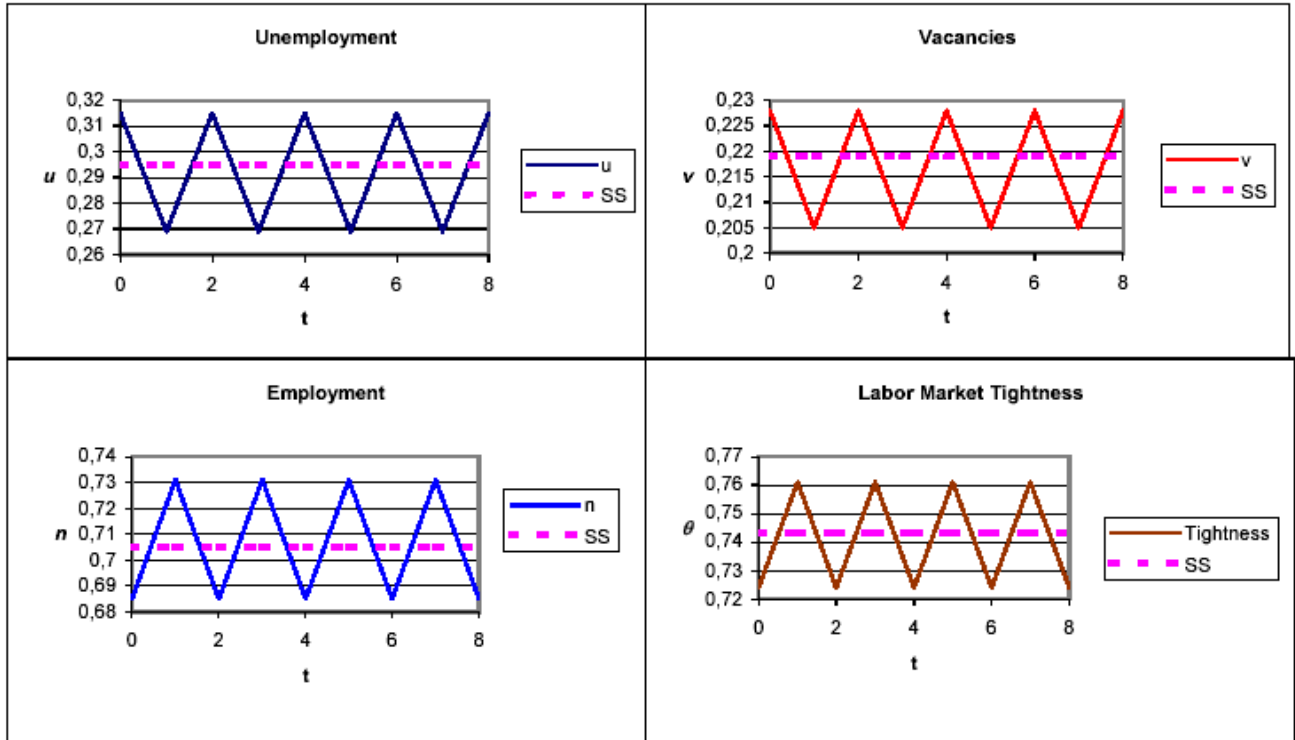 Unemployment
0,32
0,31
0,3
0,29
0,28
0,27
0,26
u
0 2 4 6 8
t
u
SS
Vacancies
0,23
0,225
0,22
0,215
0,21
0,205
0,2
v
0 2 4 6 8
t
v
SS
Employment
0,74
0,73
0,72
0,71
0,7
0,69
0,68
n
0 2 4 6 8
t
n
SS
Labor Market Tightness
0,77
0,76
0,75
0,74
0,73
0,72
θ
0 2 4 6 8
t
Tightness
SS